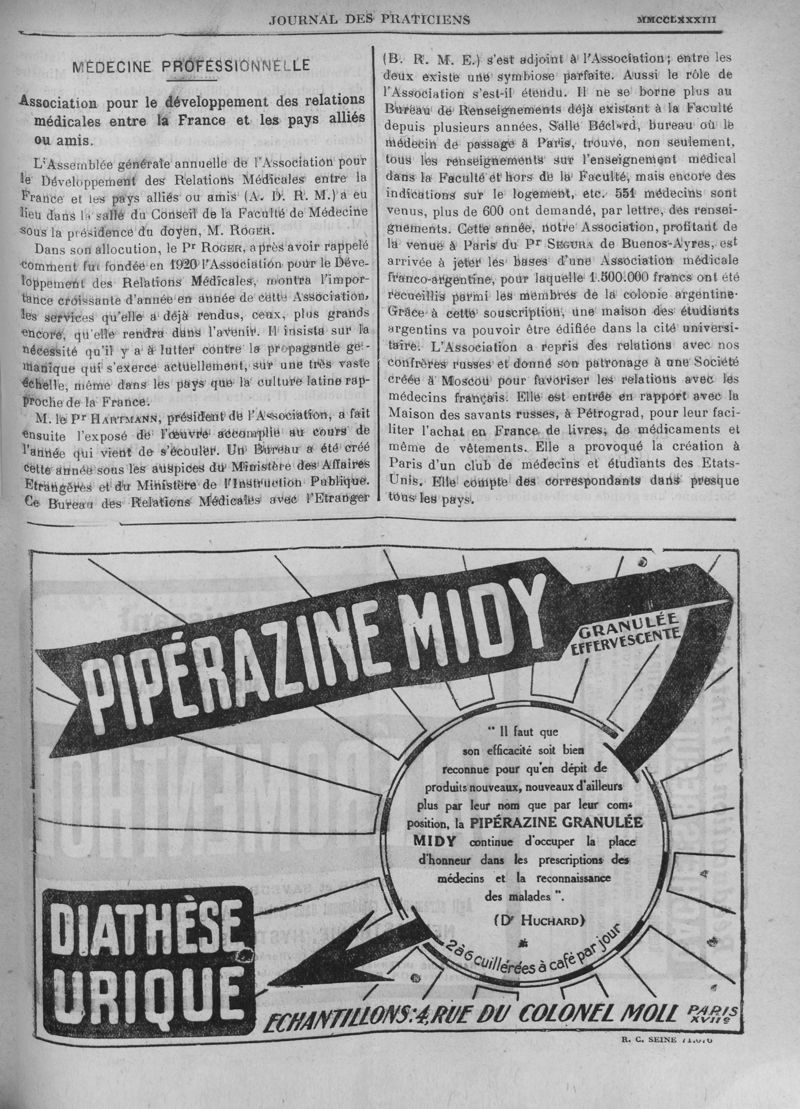 JOURNAL DES PRATICIENS
MMCCLXXXIII
MÉDECINE PROFESSIONNELLE
Association pour le développement des relations
médicales entre la France et les pays alliés
ou amis.
L'Assemblée générale annuelle de l'Association pour
le Développement des Relations Médicales entre la
France et les pays alliés ou amis (A. D. R. M.) a eu
lieu dans la salle du Conseil de la Faculté de Médecine
sous la présidence du doyen, M. ROGER.
Dans son allocution, le Pr ROGER, après avoir rappelé
comment fut fondée en 1920 l'Association pour le Déve-
loppement des Relations Médicales, montra l'impor-
tance croissante d'année en année de cette Association,
les services qu'elle a déjà rendus, ceux, plus grands
encore, qu'elle rendra dans l'avenir. Il insista sur la
nécessité qu'il y a à lutter contre la propagande ger-
manique qui s'exerce actuellement, sur une très vaste
échelle, même dans les pays que la culture latine rap-
proche de la France.
M. le Pr HARTMANN, président de l'Association, a fait
ensuite l'exposé de l'œuvre accomplie au cours de
l'année qui vient de s'écouler. Un Bureau a été créé
cette année sous les auspices du Ministère des Affaires
Etrangères et du Ministère de l'Instruction Publique.
Ce Bureau des Relations Médicales avec l'Etranger
(B. R. M. E.) s'est adjoint à l'Association; entre les
deux existe une symbiose parfaite. Aussi le rôle de
l'Association s'est-il étendu. Il ne se borne plus au
Bureau de Renseignements déjà existant à la Faculté
depuis plusieurs années, Salle Béclard, bureau où le
médecin de passage à Paris, trouve, non seulement,
tous les renseignements sur l'enseignement médical
dans la Faculté et hors de la Faculté, mais encore des
indications sur le logement, etc. 551 médecins sont
venus, plus de 600 ont demandé, par lettre, des rensei-
gnements. Cette année, notre Association, profitant de
la venue à Paris du Pr SEGURA de Buenos-Ayres, est
arrivée à jeter les bases d'une Association médicale
franco-argentine, pour laquelle 1.500.000 francs ont été
recueillis parmi les membres de la colonie argentine.
Grâce à cette souscription, une maison des étudiants
argentins va pouvoir être édifiée dans la cité universi-
taire. L'Association a repris des relations avec nos
confrères russes et donné son patronage à une Société
créée à Moscou pour favoriser les relations avec les
médecins français. Elle est entrée en rapport avec la
Maison des savants russes, à Pétrograd, pour leur faci-
liter l'achat en France de livres, de médicaments et
même de vêtements. Elle a provoqué la création à
Paris d'un club de médecins et étudiants des Etats-
Unis. Elle compte des correspondants dans presque
tous les pays.
PIPÉRAZINE MIDY
GRANULÉE
EFFERVESCENTE
" Il faut que
son efficacité soit bien
reconnue pour qu'en dépit de
produits nouveaux, nouveaux d'ailleurs
plus par leur nom que par leur com-
position, la PIPÉRAZINE GRANULÉE
MIDY continue d'occuper la place
d'honneur dans les prescriptions des
médecins et la reconnaissance
des malades ".
(Dr HUCHARD)
2 à 6 cuillérées à café par jour
DIATHÈSE
URIQUE
ECHANTILLONS: 4, RUE DU COLONEL MOLL PARIS
XVIIe
R. C. SEINE